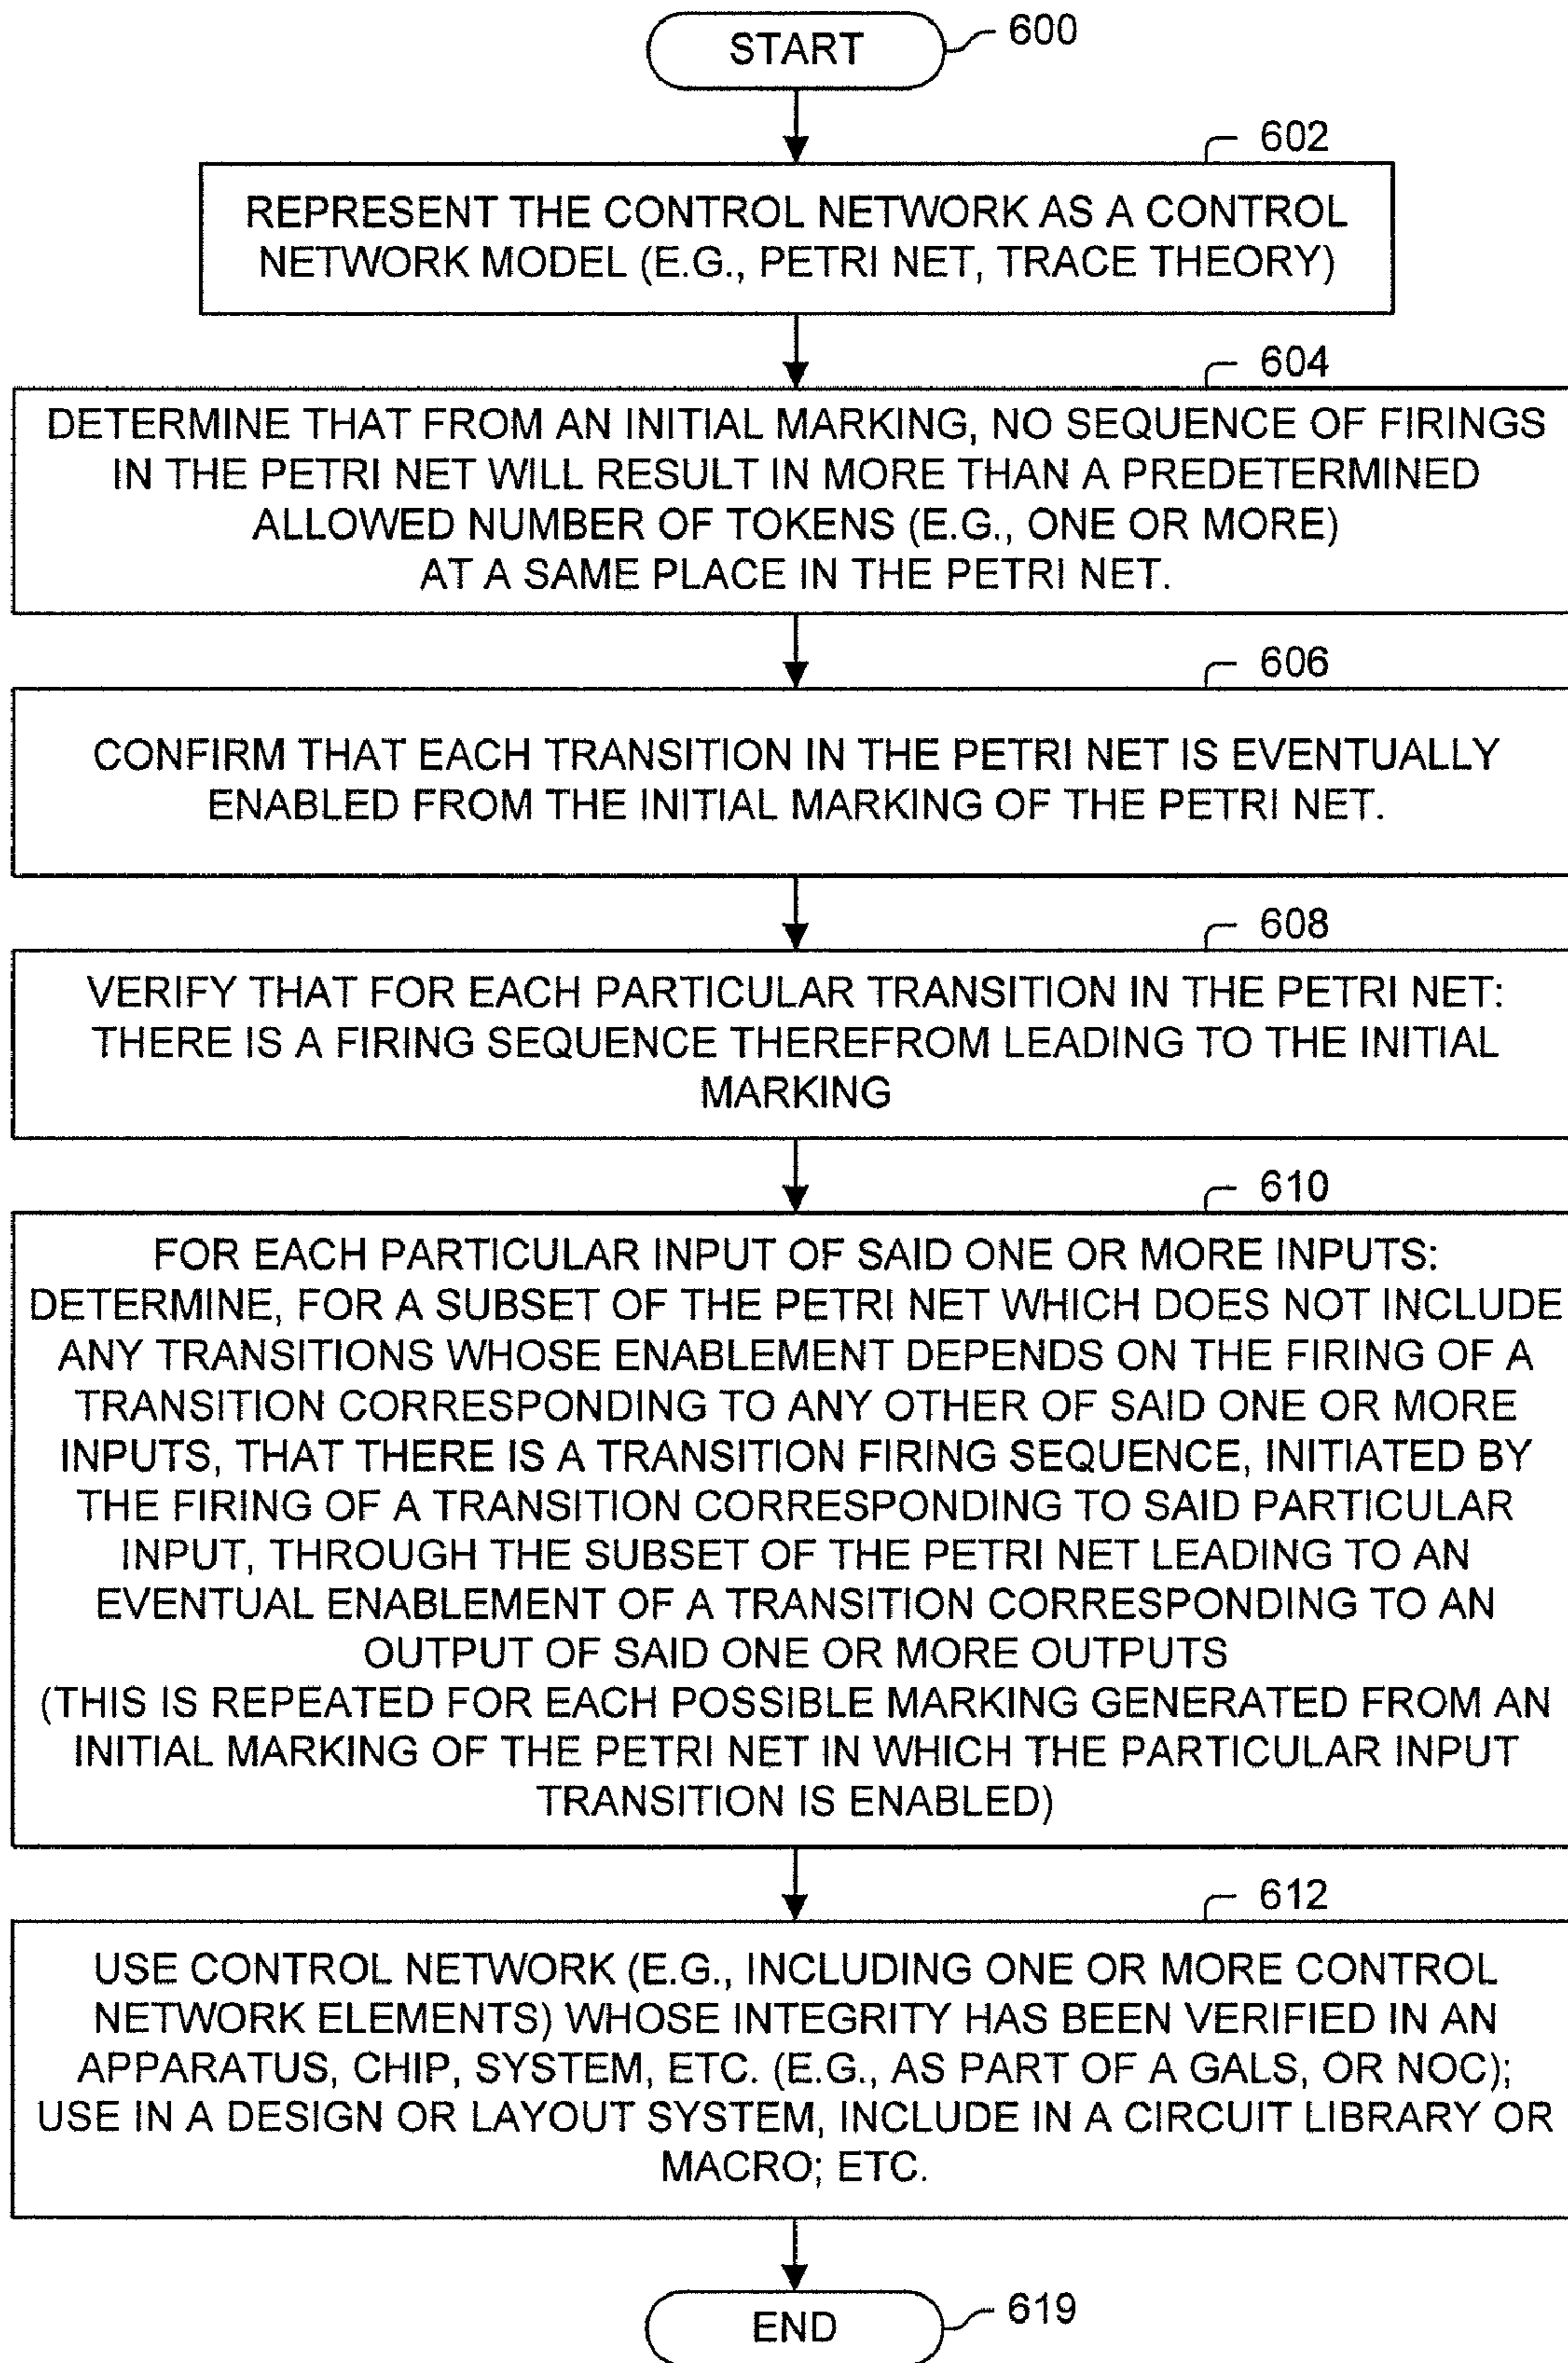 START
600
602
REPRESENT THE CONTROL NETWORK AS A CONTROL
NETWORK MODEL (E.G., PETRI NET, TRACE THEORY)
604
DETERMINE THAT FROM AN INITIAL MARKING, NO SEQUENCE OF FIRINGS
IN THE PETRI NET WILL RESULT IN MORE THAN A PREDETERMINED
ALLOWED NUMBER OF TOKENS (E.G., ONE OR MORE)
AT A SAME PLACE IN THE PETRI NET.
606
CONFIRM THAT EACH TRANSITION IN THE PETRI NET IS EVENTUALLY
ENABLED FROM THE INITIAL MARKING OF THE PETRI NET.
608
VERIFY THAT FOR EACH PARTICULAR TRANSITION IN THE PETRI NET:
THERE IS A FIRING SEQUENCE THEREFROM LEADING TO THE INITIAL
MARKING
610
FOR EACH PARTICULAR INPUT OF SAID ONE OR MORE INPUTS:
DETERMINE, FOR A SUBSET OF THE PETRI NET WHICH DOES NOT INCLUDE
ANY TRANSITIONS WHOSE ENABLEMENT DEPENDS ON THE FIRING OF A
TRANSITION CORRESPONDING TO ANY OTHER OF SAID ONE OR MORE
INPUTS, THAT THERE IS A TRANSITION FIRING SEQUENCE, INITIATED BY
THE FIRING OF A TRANSITION CORRESPONDING TO SAID PARTICULAR
INPUT, THROUGH THE SUBSET OF THE PETRI NET LEADING TO AN
EVENTUAL ENABLEMENT OF A TRANSITION CORRESPONDING TO AN
OUTPUT OF SAID ONE OR MORE OUTPUTS
(THIS IS REPEATED FOR EACH POSSIBLE MARKING GENERATED FROM AN
INITIAL MARKING OF THE PETRI NET IN WHICH THE PARTICULAR INPUT
TRANSITION IS ENABLED)
612
USE CONTROL NETWORK (E.G., INCLUDING ONE OR MORE CONTROL
NETWORK ELEMENTS) WHOSE INTEGRITY HAS BEEN VERIFIED IN AN
APPARATUS, CHIP, SYSTEM, ETC. (E.G., AS PART OF A GALS, OR NOC);
USE IN A DESIGN OR LAYOUT SYSTEM, INCLUDE IN A CIRCUIT LIBRARY OR
MACRO; ETC.
END
619